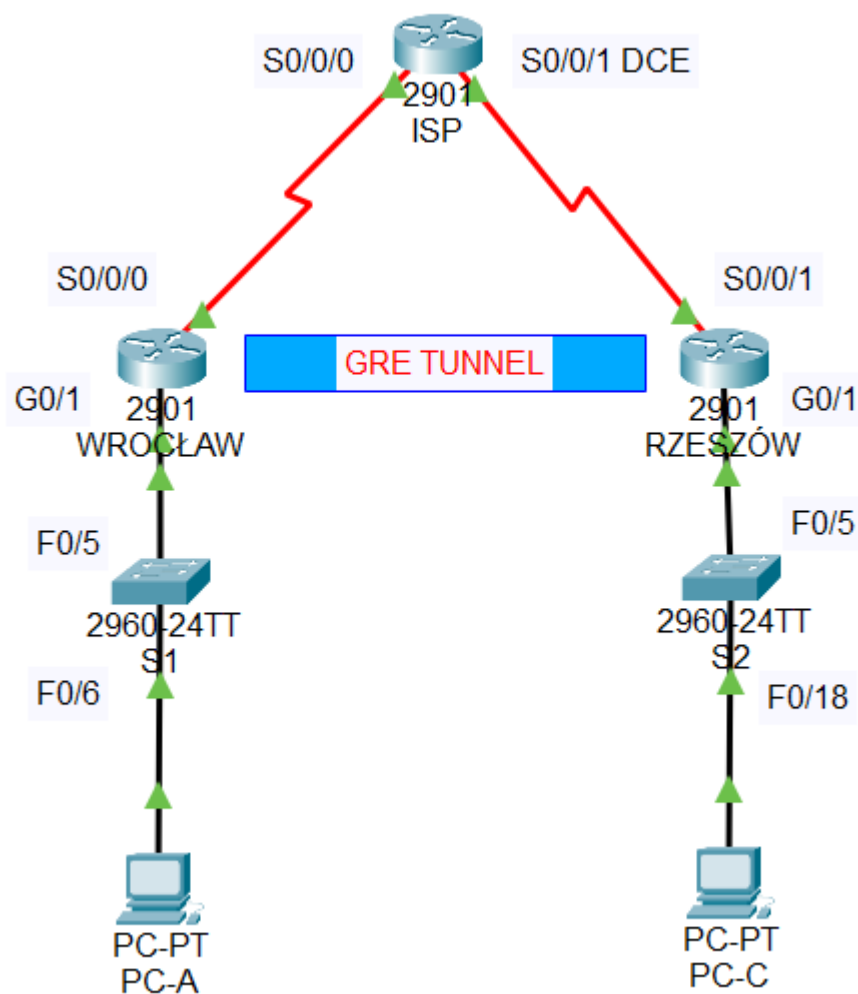 S0/0/0
S0/0/1 DCE
2901
ISP
S0/0/0
S0/0/1
GRE TUNNEL
G0/1
2901
WROCŁAW
2901
RZESZÓW
G0/1
F0/5
2960-24TT
S1
F0/5
2960-24TT
S2
F0/6
F0/18
PC-PT
PC-A
PC-PT
PC-C